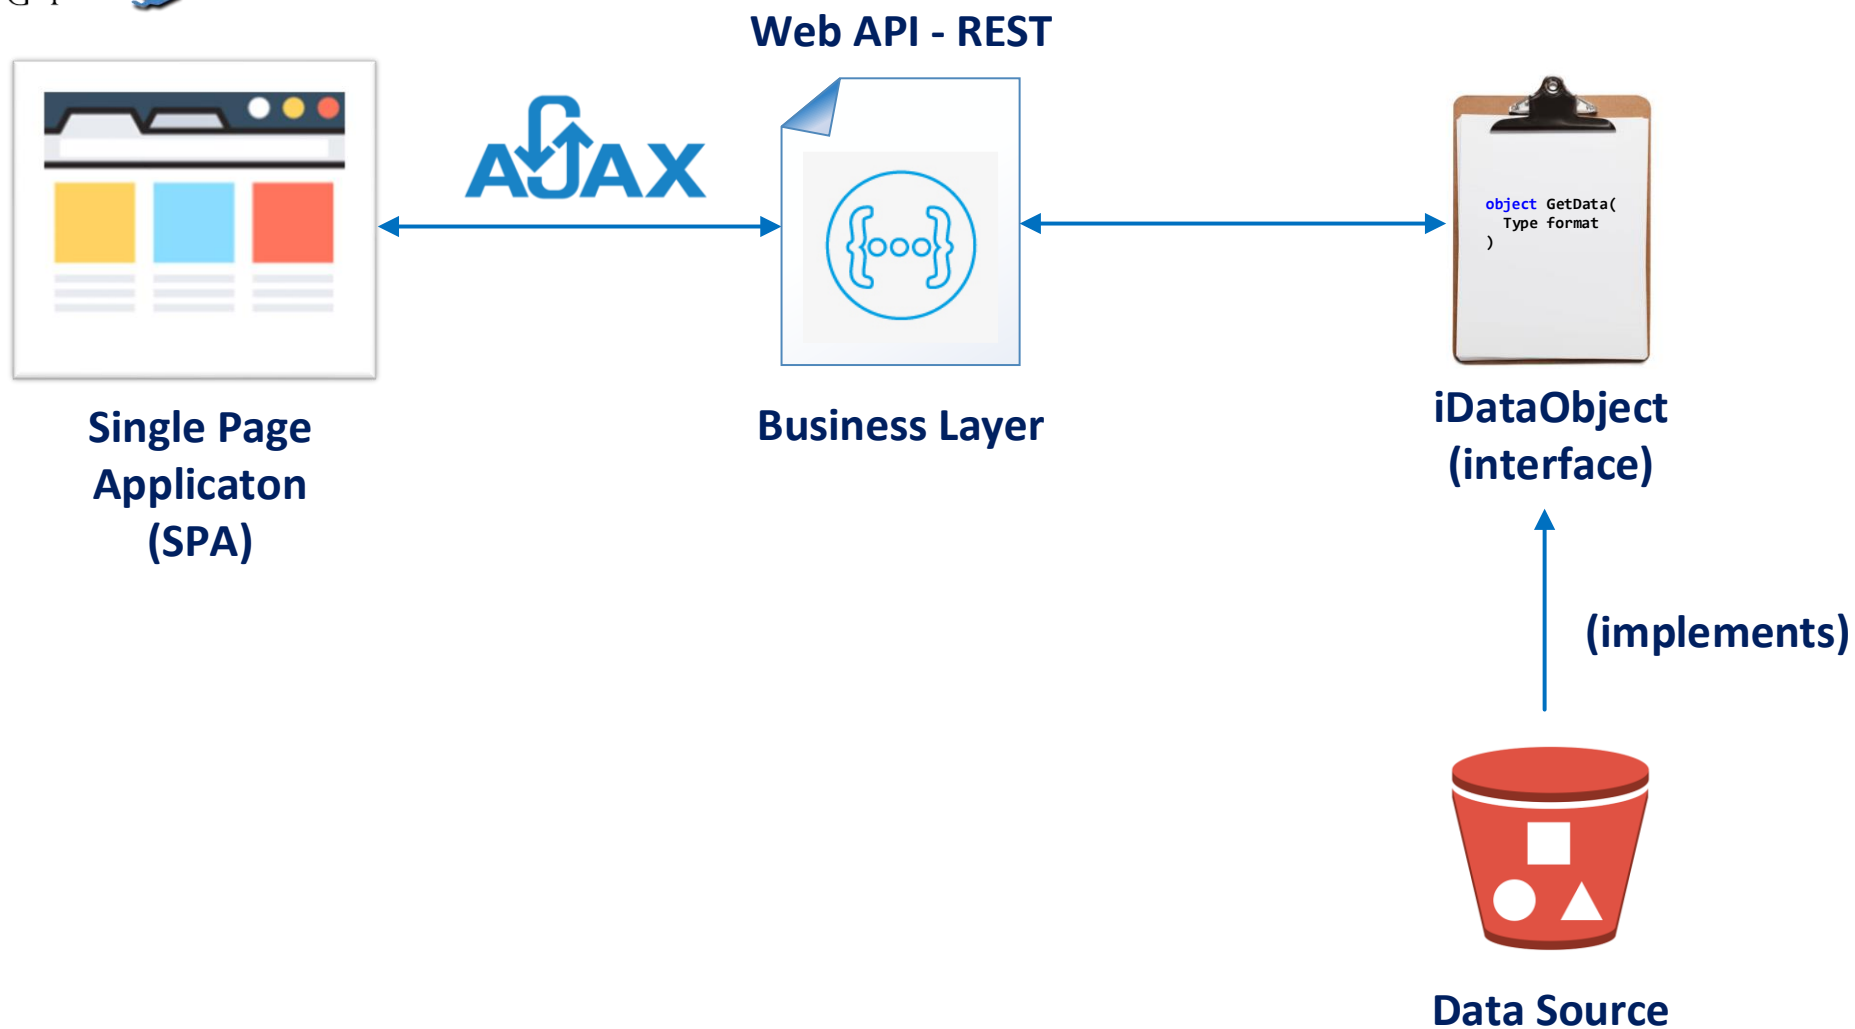 Web API - REST
AJAX
object GetData(
Type format
)
Single Page
Applicaton
(SPA)
Business Layer
iDataObject
(interface)
(implements)
Data Source